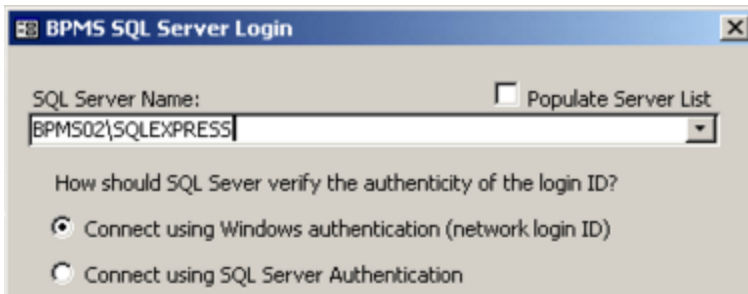 BPMS SQL Server Login
SQL Server Name: Populate Server List
BPMS02\SQLEXPRESS
How should SQL Sever verify the authenticity of the login ID?
Connect using Windows authentication (network login ID)
Connect using SQL Server Authentication